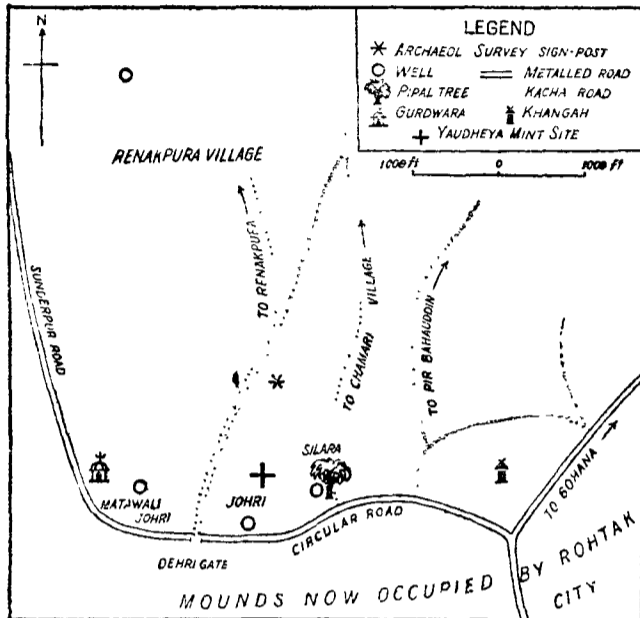 N
LEGEND
ARCHAEOL SURVEY SIGN-POST
WELL
METALLED ROAD
PIPAL TREE
KACHA ROAD
GURDWARA
KHANGAH
YAUDHEYA MINT SITE
1000 ft 0 1000 ft
RENAKPURA VILLAGE
SUNDERPUR ROAD
TO RENAKPURA
TO CHAMARI VILLAGE
TO PIR BAHAUDDIN
SILARA
MATAWALI
JOHRI
JOHRI
CIRCULAR ROAD
TO GOHANA
DEHRI GATE
MOUNDS NOW OCCUPIED BY ROHTAK
CITY